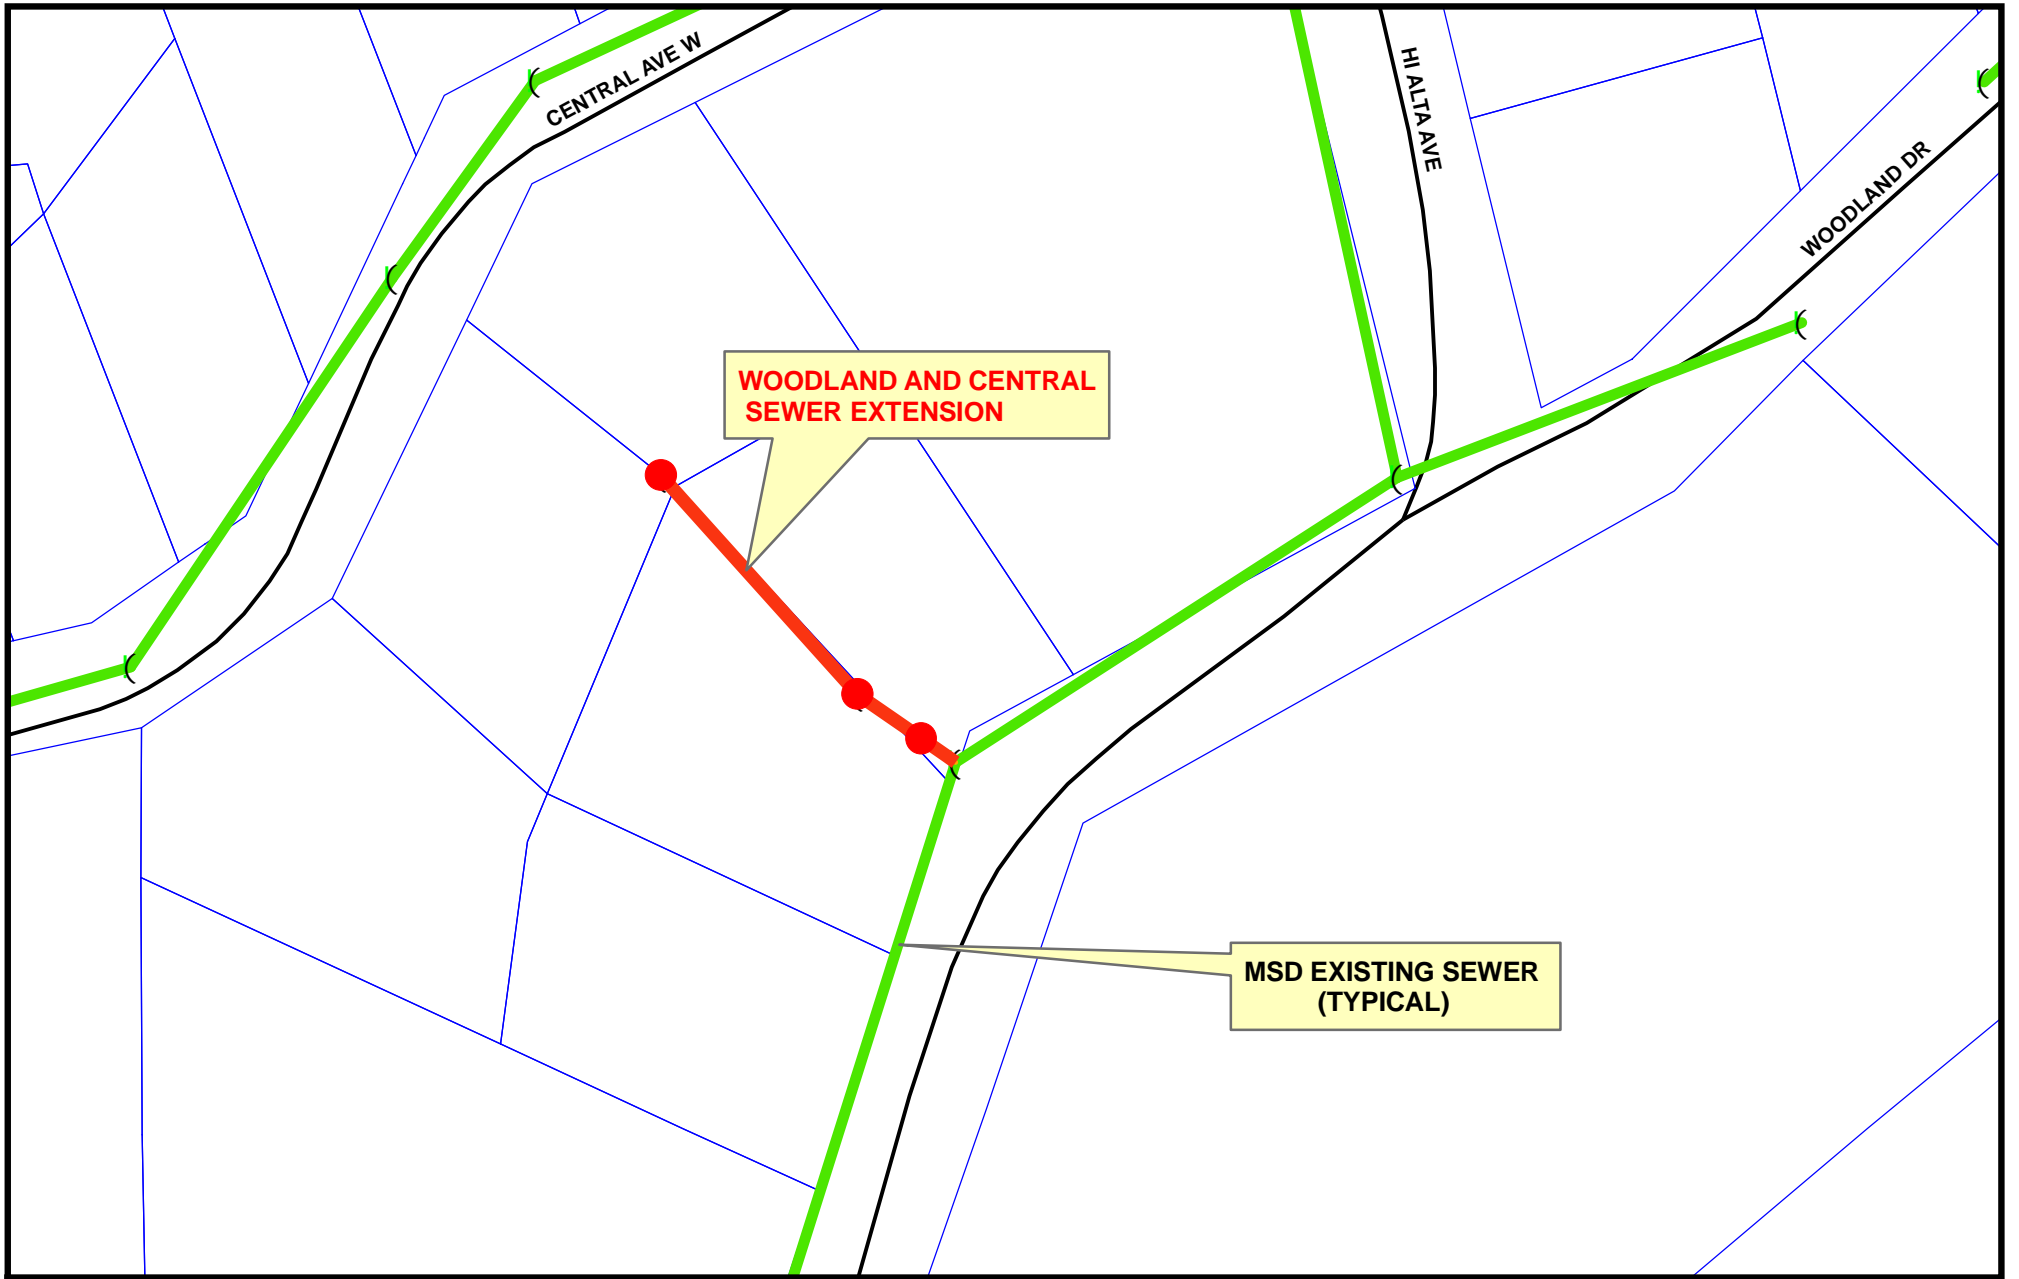 CENTRAL AVE W
HI ALTA AVE
WOODLAND DR
WOODLAND AND CENTRAL
SEWER EXTENSION
MSD EXISTING SEWER
(TYPICAL)